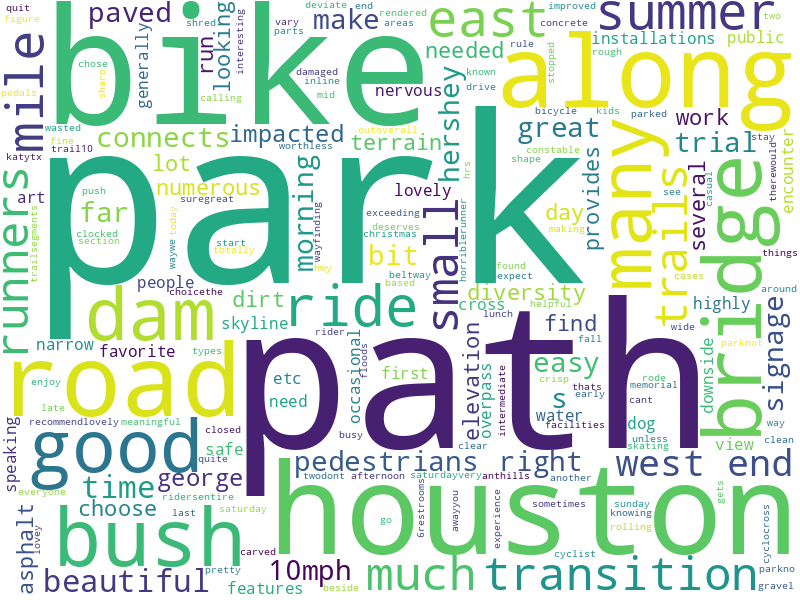 bike
park
path
houston
along
bridge
road
bush
dam
good
many
east
summer
ride
small
transition
much
west end
trails
runners
mile
far
paved
make
looking
run
generally
interesting
shred
vary
parts
areas
deviate
end
rendered
improved
concrete
two
rule
rough
installations
public
quit
figure
pedals
chose
sharp
calling
damaged
inline
mid
known
drive
stopped
bicycle
parked
kids
nervous
needed
hershey
great
work
trial
stay
encounter
connects
impacted
terrain
outoverall
worthless
wasted
fine
katytx
trail10
art
lot
numerous
morning
lovely
bit
day
provides
several
constable
shape
therewould
see
casual
making
cases
things
push
suregreat
clocked
section
start
totally
today
waywe
wayfinding
exceeding
deserves
christmas
hwy
beltway
based
hrs
horriblerunner
found
expect
helpful
trailsegments
people
choicethe
dirt
skyline
cross
diversity
lunch
find
fall
wide
around
highly
parknot
downside
signage
narrow
favorite
types
enjoy
late
etc
need
occasional
floods
rider
first
elevation
overpass
intermediate
crisp
easy
s
thats
early
water
facilities
rode
memorial
cant
unless
skating
dog
view
way
clean
speaking
recommendlovely
meaningful
closed
safe
quite
busy
clear
pedestrians
right
everyone
time
george
ridersentire
saturday
last
choose
twodont
afternoon
saturdayvery
anthills
another
sometimes
sunday
knowing
rolling
gets
asphalt
lovey
beautiful
pretty
carved
features
10mph
beside
go
6restrooms
awayyou
experience
cyclist
cyclocross
parkno
gravel